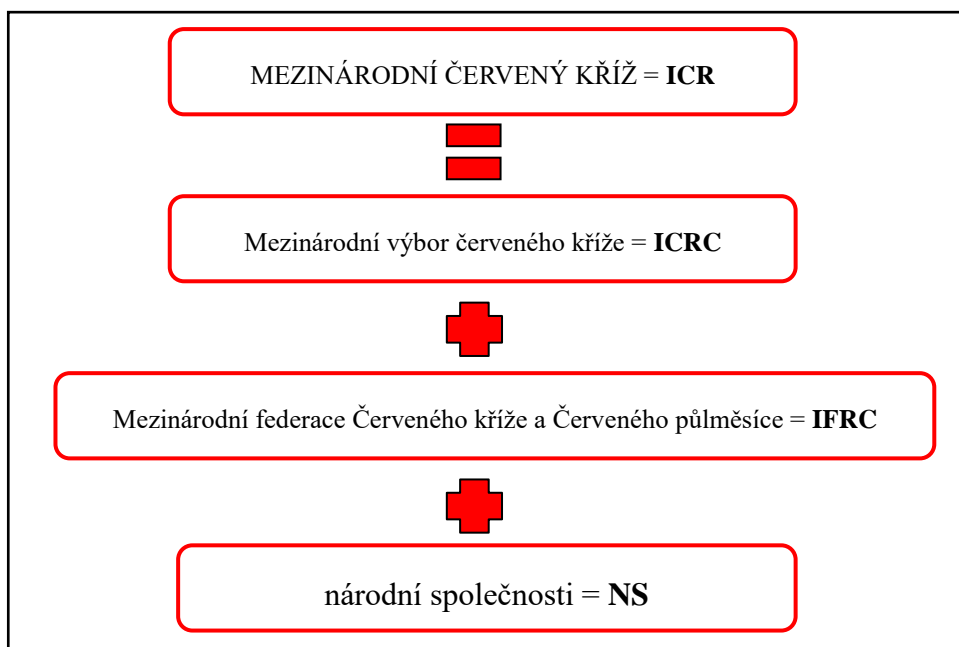 MEZINÁRODNÍ ČERVENÝ KŘÍŽ = ICR
Mezinárodní výbor červeného kříže = ICRC
Mezinárodní federace Červeného kříže a Červeného půlměsíce = IFRC
národní společnosti = NS